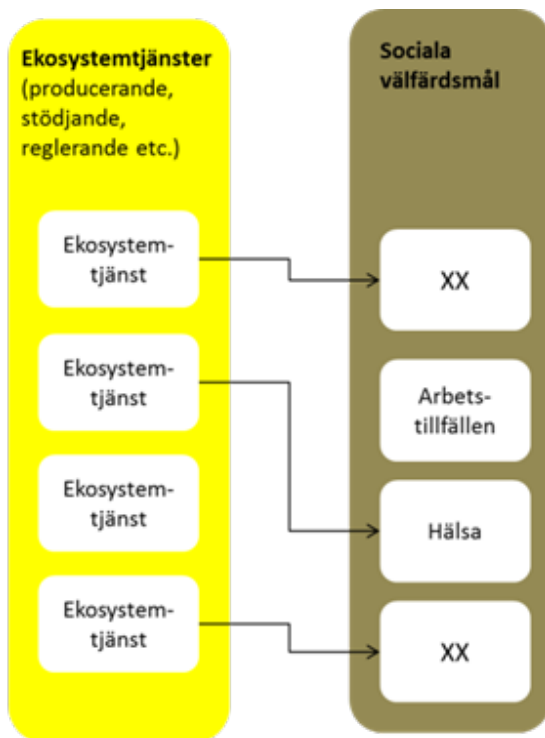 Ekosystemtjänster
(producerande,
stödjande,
reglerande etc.)
Ekosystem-
tjänst
Ekosystem-
tjänst
Ekosystem-
tjänst
Ekosystem-
tjänst
Sociala
välfärdsmål
XX
Arbets-
tillfällen
Hälsa
XX